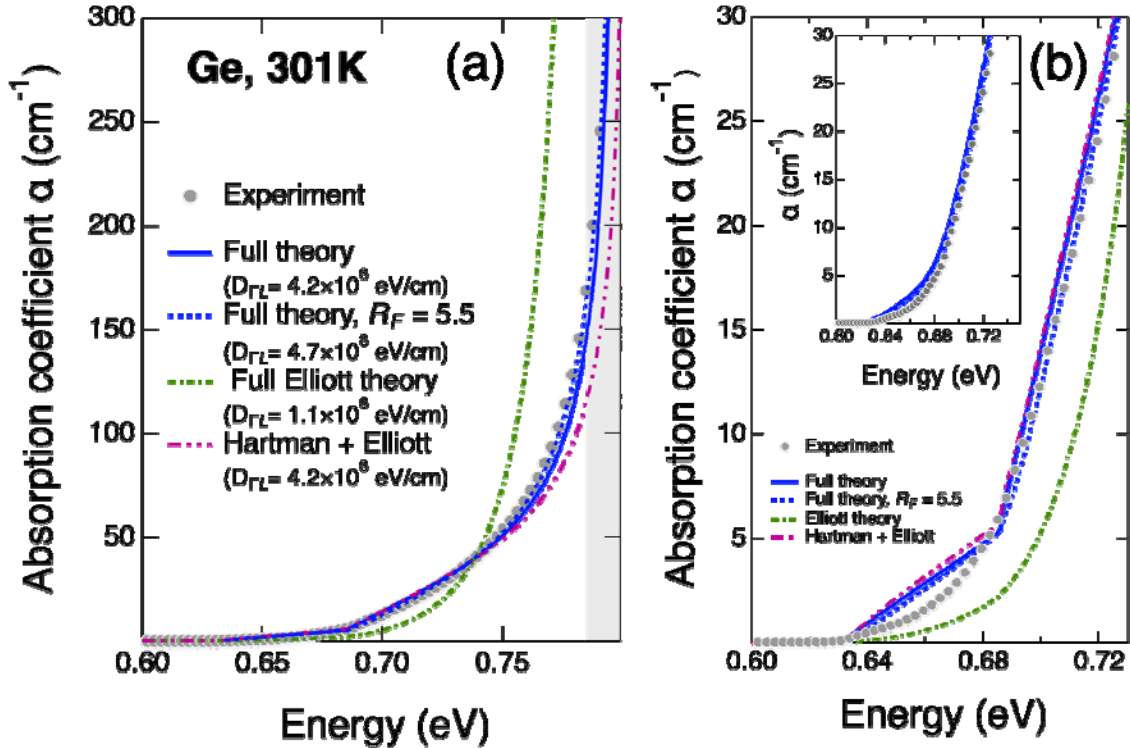 Ge, 301K
(a)
Absorption coefficient α (cm⁻¹)
300
250
200
150
100
50
Experiment
Full theory
(D_ΓL= 4.2×10⁸ eV/cm)
Full theory, R_F = 5.5
(D_ΓL= 4.7×10⁸ eV/cm)
Full Elliott theory
(D_ΓL= 1.1×10⁸ eV/cm)
Hartman + Elliott
(D_ΓL= 4.2×10⁸ eV/cm)
0.60 0.65 0.70 0.75
Energy (eV)
(b)
Absorption coefficient α (cm⁻¹)
30
25
20
15
10
5
α (cm⁻¹)
30
25
20
15
10
5
0.60 0.64 0.68 0.72
Energy (eV)
Experiment
Full theory
Full theory, R_F = 5.5
Elliott theory
Hartman + Elliott
0.60 0.64 0.68 0.72
Energy (eV)